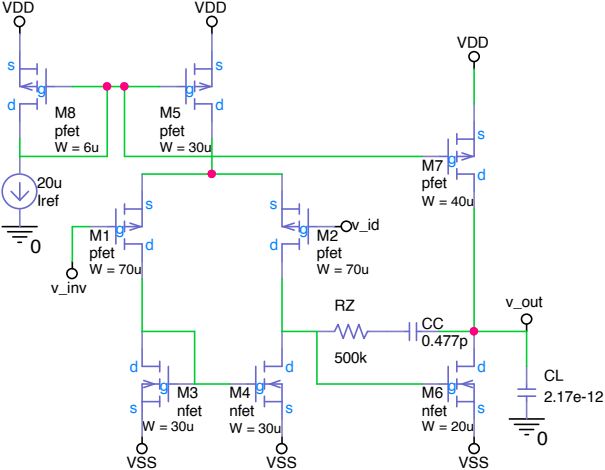 VDD
VDD
VDD
s
g
d
M8
pfet
W = 6u
s
g
d
M5
pfet
W = 30u
s
g
d
M7
pfet
W = 40u
20u
Iref
0
s
g
d
M1
pfet
W = 70u
v_inv
s
g
d
M2
pfet
W = 70u
v_id
RZ
500k
CC
0.477p
v_out
d
g
s
M3
nfet
W = 30u
VSS
d
g
s
M4
nfet
W = 30u
VSS
d
g
s
M6
nfet
W = 20u
VSS
CL
2.17e-12
0